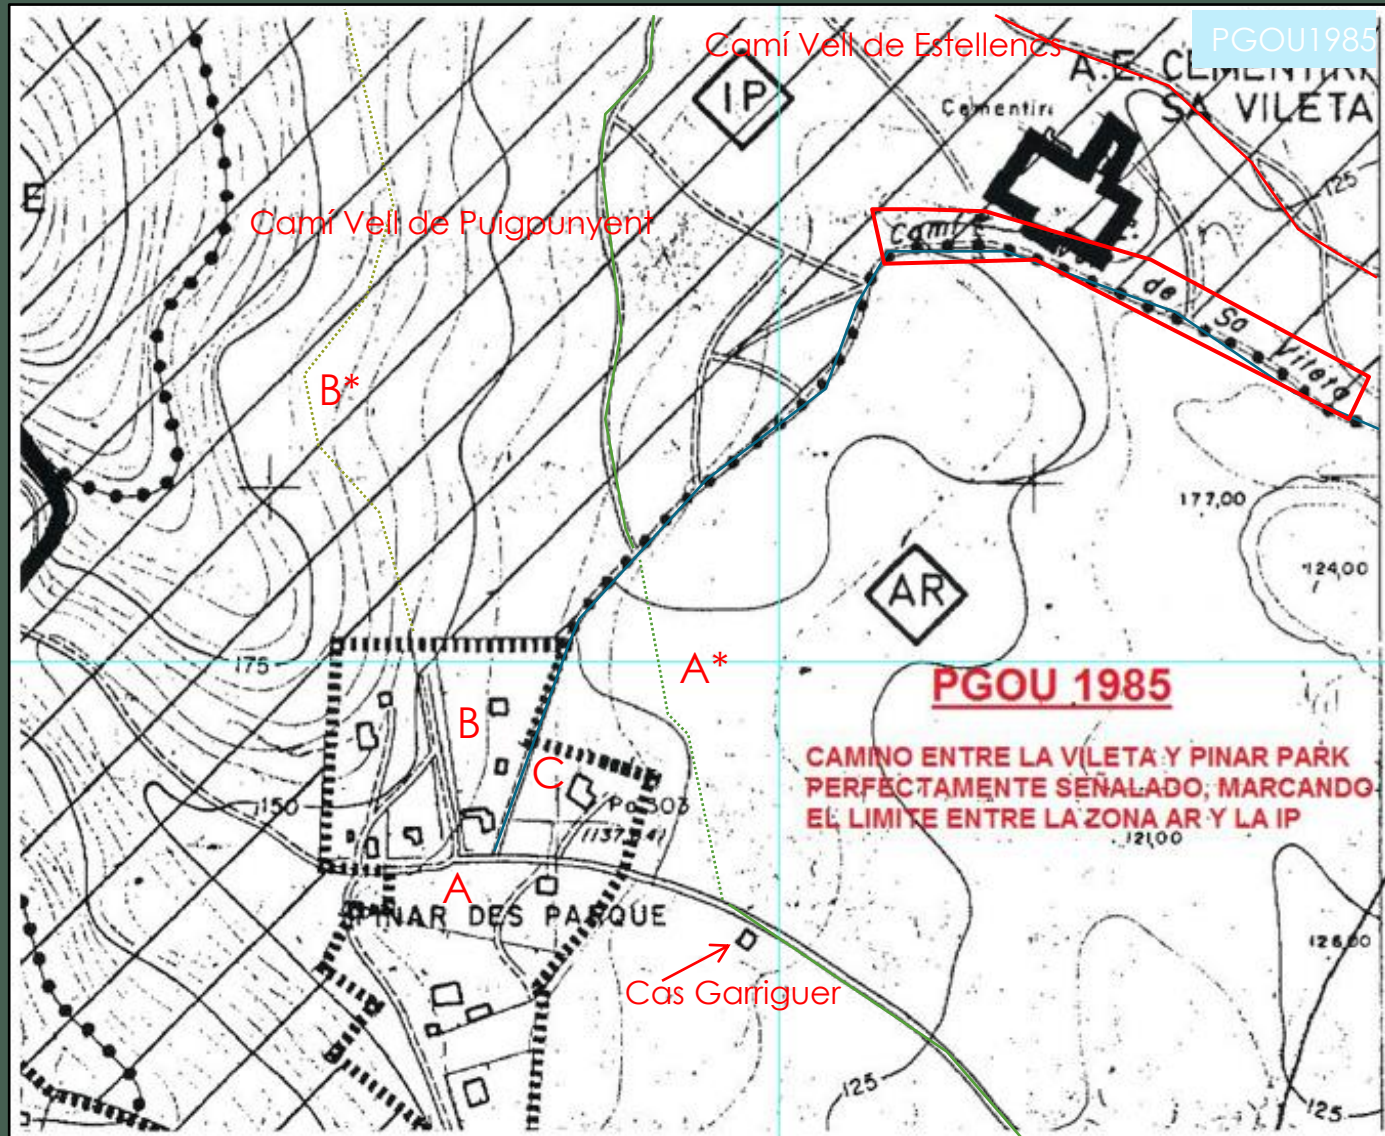 PGOU1985
Camí Vell de Estellencs
A.E. CEMENTIRI
SA VILETA
IP
Cementiri
125
E
Camí Vell de Puigpunyent
Camí
de Sa Vileta
B*
177,00
124,00
AR
175
A*
PGOU 1985
B
CAMINO ENTRE LA VILETA Y PINAR PARK
PERFECTAMENTE SEÑALADO, MARCANDO
EL LIMITE ENTRE LA ZONA AR Y LA IP
C
150
121,00
A
PINAR DES PARQUE
126,00
Cas Garriguer
125
125